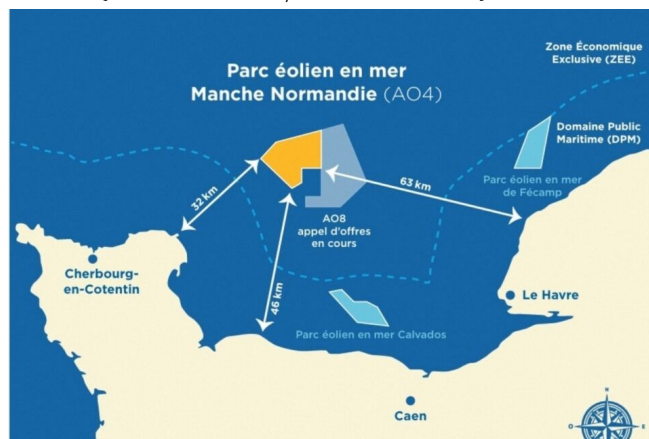 Zone Économique
Exclusive (ZEE)
Parc éolien en mer
Manche Normandie (AO4)
Domaine Public
Maritime (DPM)
Parc éolien en mer
de Fécamp
63 km
32 km
AO8
appel d'offres
en cours
46 km
Cherbourg-
en-Cotentin
Le Havre
Parc éolien en mer Calvados
Caen
N
O
E